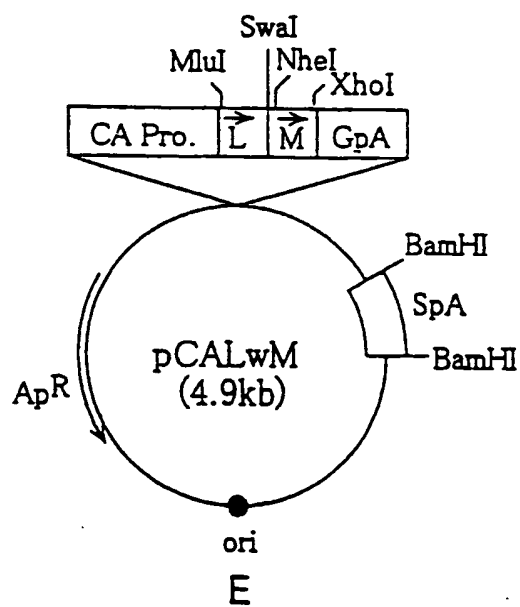 SwaI
MluI
NheI
XhoI
CA Pro.
L
M
GpA
BamHI
SpA
BamHI
pCALwM
(4.9kb)
ApR
ori
E